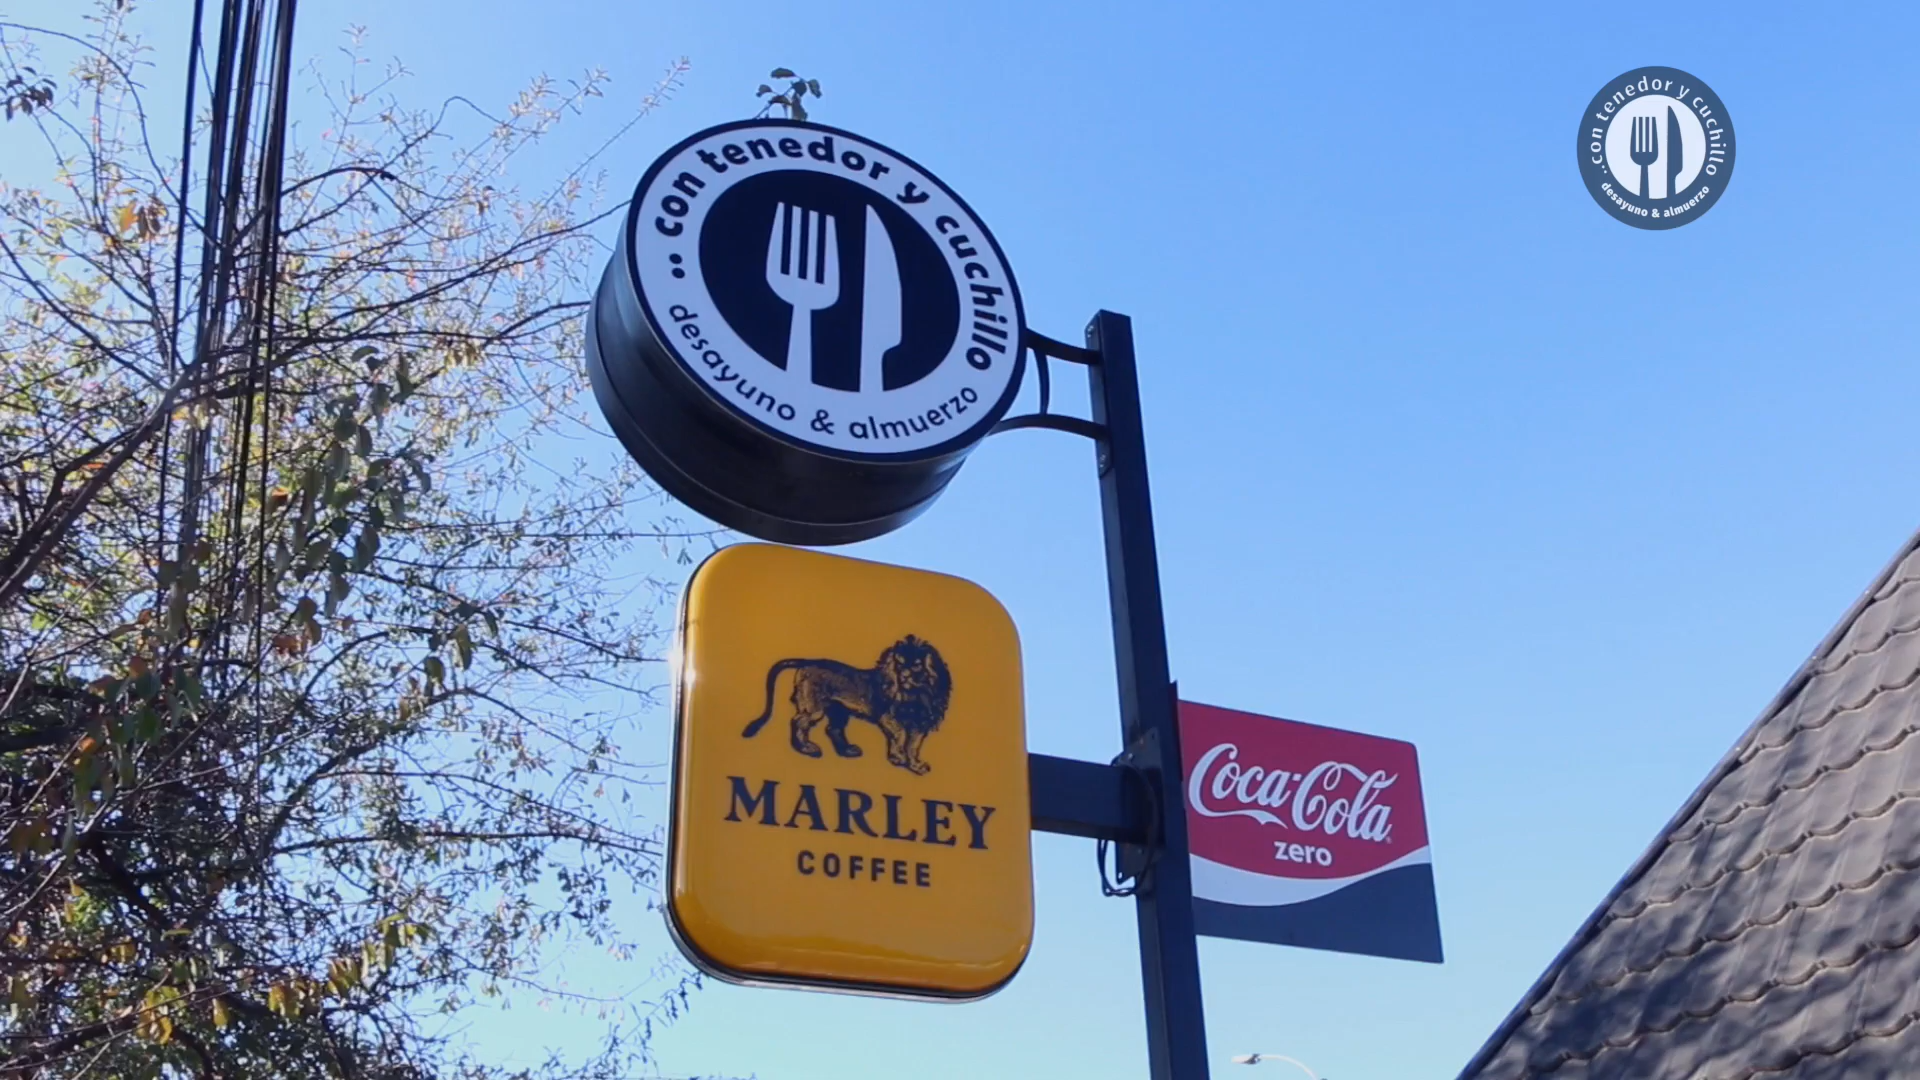 ..con tenedor y cuchillo
desayuno & almuerzo
MARLEY
COFFEE
Coca-Cola
zero
..con tenedor y cuchillo
desayuno & almuerzo